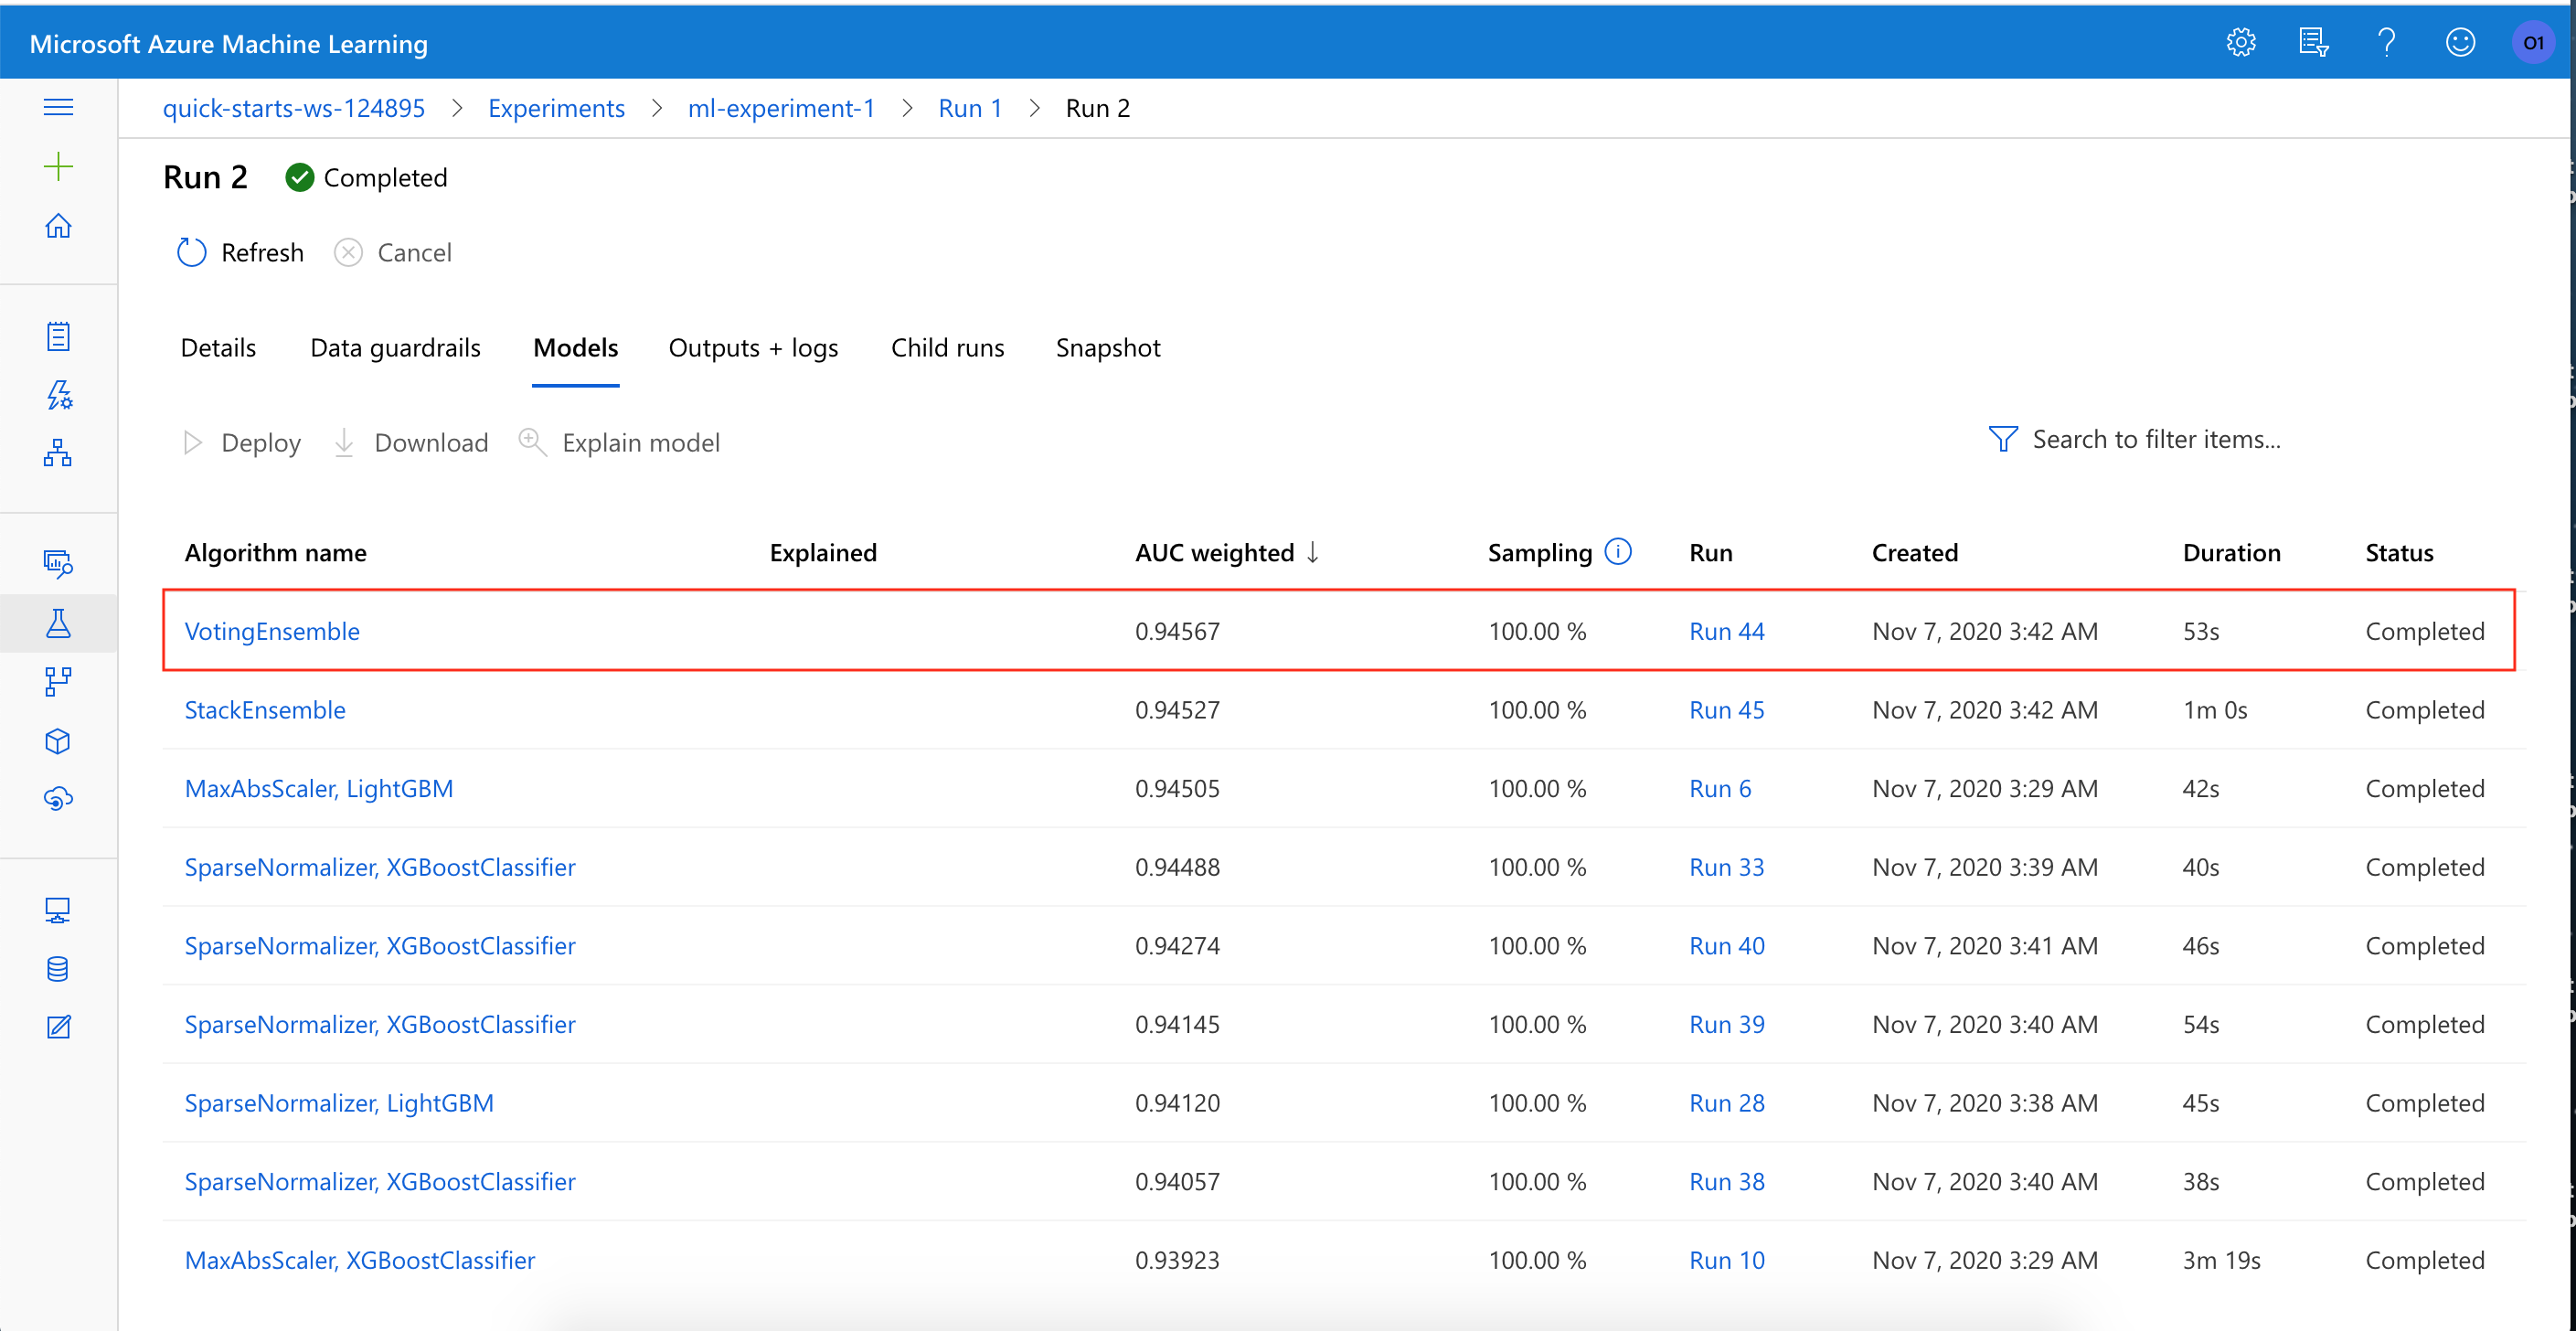 Microsoft Azure Machine Learning
O1
quick-starts-ws-124895 > Experiments > ml-experiment-1 > Run 1 > Run 2
Run 2 Completed
Refresh Cancel
Details Data guardrails Models Outputs + logs Child runs Snapshot
Deploy Download Explain model Search to filter items...
Algorithm name Explained AUC weighted ↓ Sampling Run Created Duration Status
VotingEnsemble 0.94567 100.00 % Run 44 Nov 7, 2020 3:42 AM 53s Completed
StackEnsemble 0.94527 100.00 % Run 45 Nov 7, 2020 3:42 AM 1m 0s Completed
MaxAbsScaler, LightGBM 0.94505 100.00 % Run 6 Nov 7, 2020 3:29 AM 42s Completed
SparseNormalizer, XGBoostClassifier 0.94488 100.00 % Run 33 Nov 7, 2020 3:39 AM 40s Completed
SparseNormalizer, XGBoostClassifier 0.94274 100.00 % Run 40 Nov 7, 2020 3:41 AM 46s Completed
SparseNormalizer, XGBoostClassifier 0.94145 100.00 % Run 39 Nov 7, 2020 3:40 AM 54s Completed
SparseNormalizer, LightGBM 0.94120 100.00 % Run 28 Nov 7, 2020 3:38 AM 45s Completed
SparseNormalizer, XGBoostClassifier 0.94057 100.00 % Run 38 Nov 7, 2020 3:40 AM 38s Completed
MaxAbsScaler, XGBoostClassifier 0.93923 100.00 % Run 10 Nov 7, 2020 3:29 AM 3m 19s Completed